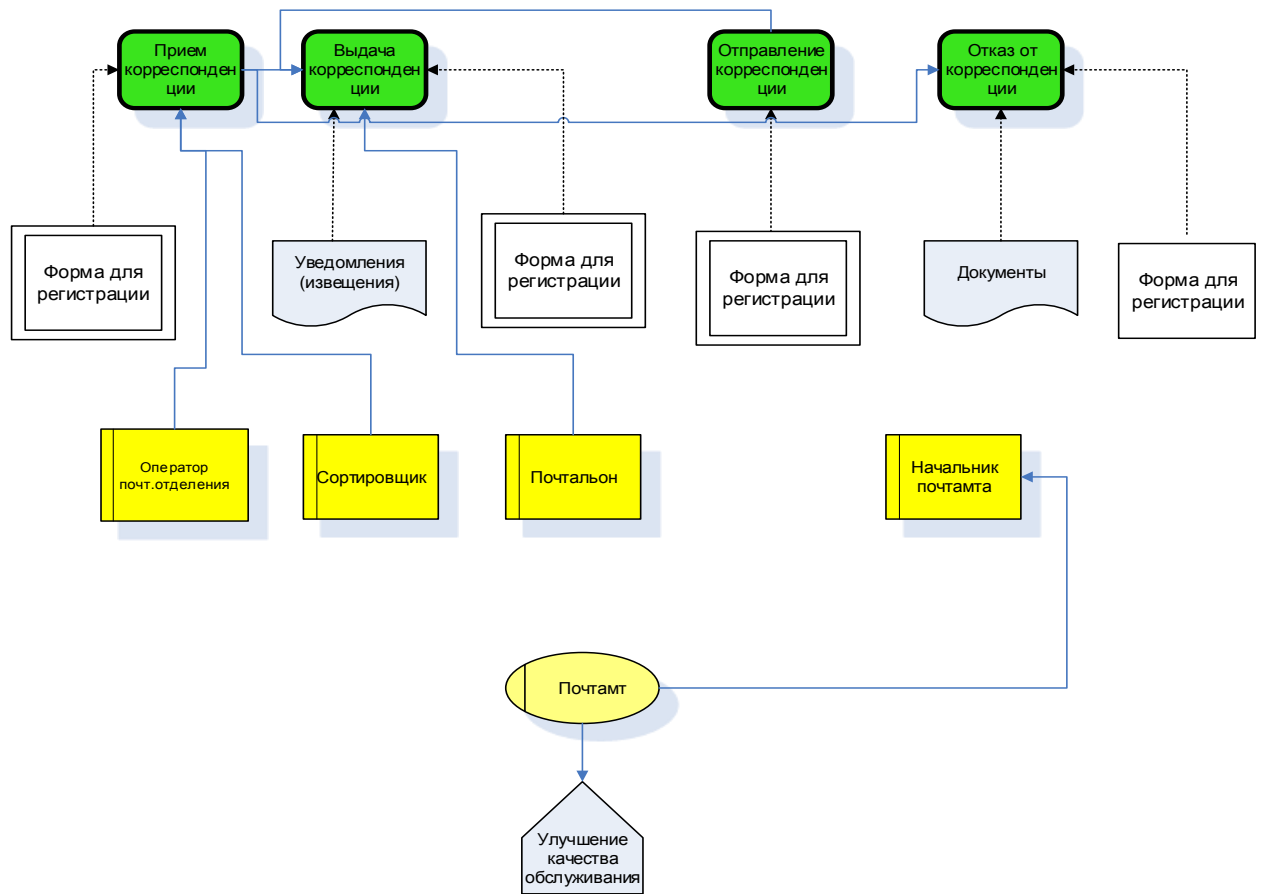 Прием
корреспонден
ции
Выдача
корреспонден
ции
Отправление
корреспонден
ции
Отказ от
корреспонден
ции
Форма для
регистрации
Уведомления
(извещения)
Форма для
регистрации
Форма для
регистрации
Документы
Форма для
регистрации
Оператор
почт.отделения
Сортировщик
Почтальон
Начальник
почтамта
Почтамт
Улучшение
качества
обслуживания